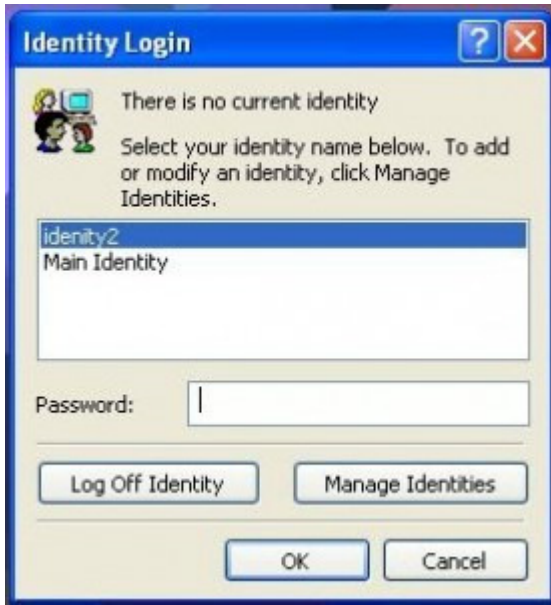 Identity Login
There is no current identity
Select your identity name below. To add
or modify an identity, click Manage
Identities.
idenity2
Main Identity
Password:
Log Off Identity
Manage Identities
OK
Cancel